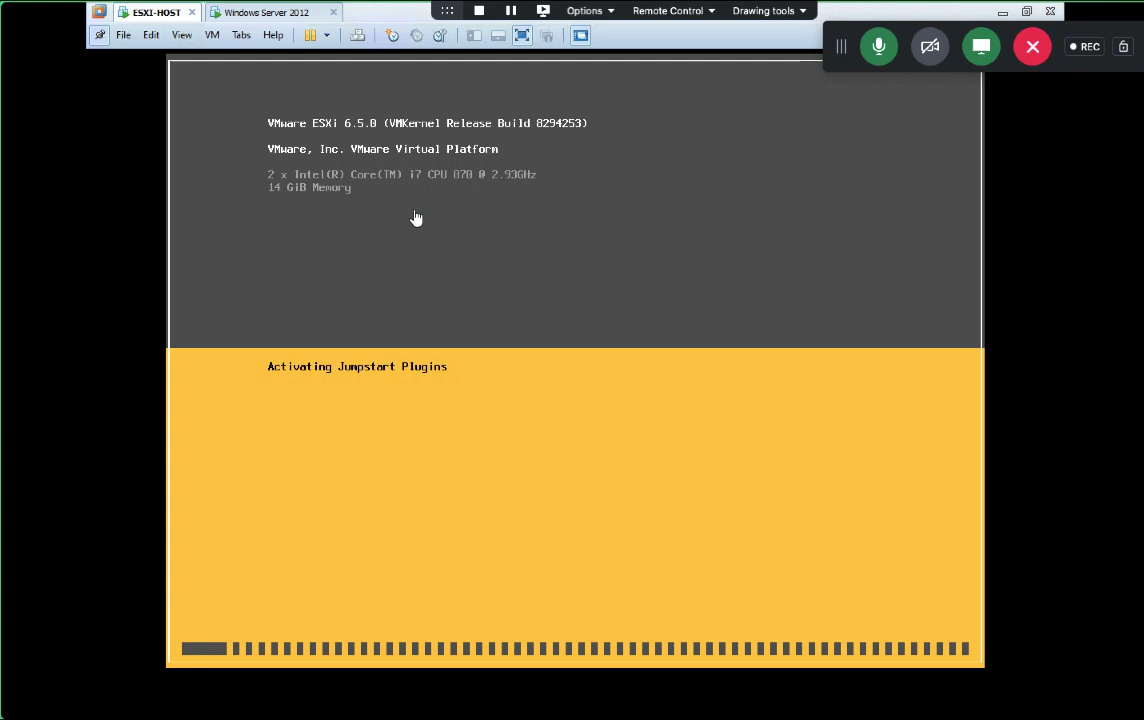 ESXI-HOST
Windows Server 2012
Options
Remote Control
Drawing tools
File Edit View VM Tabs Help
REC
VMware ESXi 6.5.0 (VMKernel Release Build 8294253)
VMware, Inc. VMware Virtual Platform
2 x Intel(R) Core(TM) i7 CPU 870 @ 2.93GHz
14 GiB Memory
Activating Jumpstart Plugins